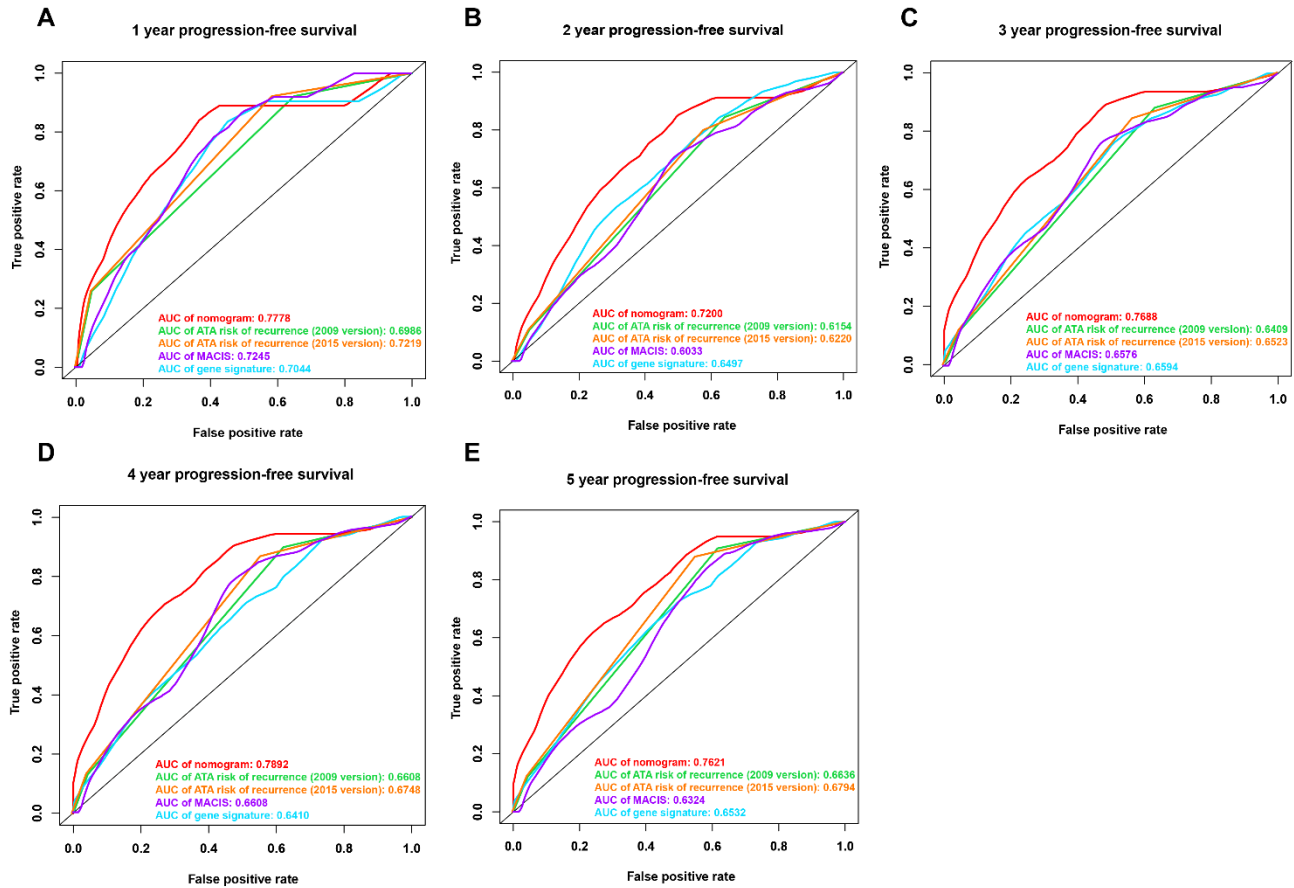 A
1 year progression-free survival
True positive rate
1.0
0.8
0.6
0.4
0.2
0.0
AUC of nomogram: 0.7778
AUC of ATA risk of recurrence (2009 version): 0.6986
AUC of ATA risk of recurrence (2015 version): 0.7219
AUC of MACIS: 0.7245
AUC of gene signature: 0.7044
0.0 0.2 0.4 0.6 0.8 1.0
False positive rate
B
2 year progression-free survival
True positive rate
1.0
0.8
0.6
0.4
0.2
0.0
AUC of nomogram: 0.7200
AUC of ATA risk of recurrence (2009 version): 0.6154
AUC of ATA risk of recurrence (2015 version): 0.6220
AUC of MACIS: 0.6033
AUC of gene signature: 0.6497
0.0 0.2 0.4 0.6 0.8 1.0
False positive rate
C
3 year progression-free survival
True positive rate
1.0
0.8
0.6
0.4
0.2
0.0
AUC of nomogram: 0.7688
AUC of ATA risk of recurrence (2009 version): 0.6409
AUC of ATA risk of recurrence (2015 version): 0.6523
AUC of MACIS: 0.6576
AUC of gene signature: 0.6594
0.0 0.2 0.4 0.6 0.8 1.0
False positive rate
D
4 year progression-free survival
True positive rate
1.0
0.8
0.6
0.4
0.2
0.0
AUC of nomogram: 0.7892
AUC of ATA risk of recurrence (2009 version): 0.6608
AUC of ATA risk of recurrence (2015 version): 0.6748
AUC of MACIS: 0.6608
AUC of gene signature: 0.6410
0.0 0.2 0.4 0.6 0.8 1.0
False positive rate
E
5 year progression-free survival
True positive rate
1.0
0.8
0.6
0.4
0.2
0.0
AUC of nomogram: 0.7621
AUC of ATA risk of recurrence (2009 version): 0.6636
AUC of ATA risk of recurrence (2015 version): 0.6794
AUC of MACIS: 0.6324
AUC of gene signature: 0.6532
0.0 0.2 0.4 0.6 0.8 1.0
False positive rate